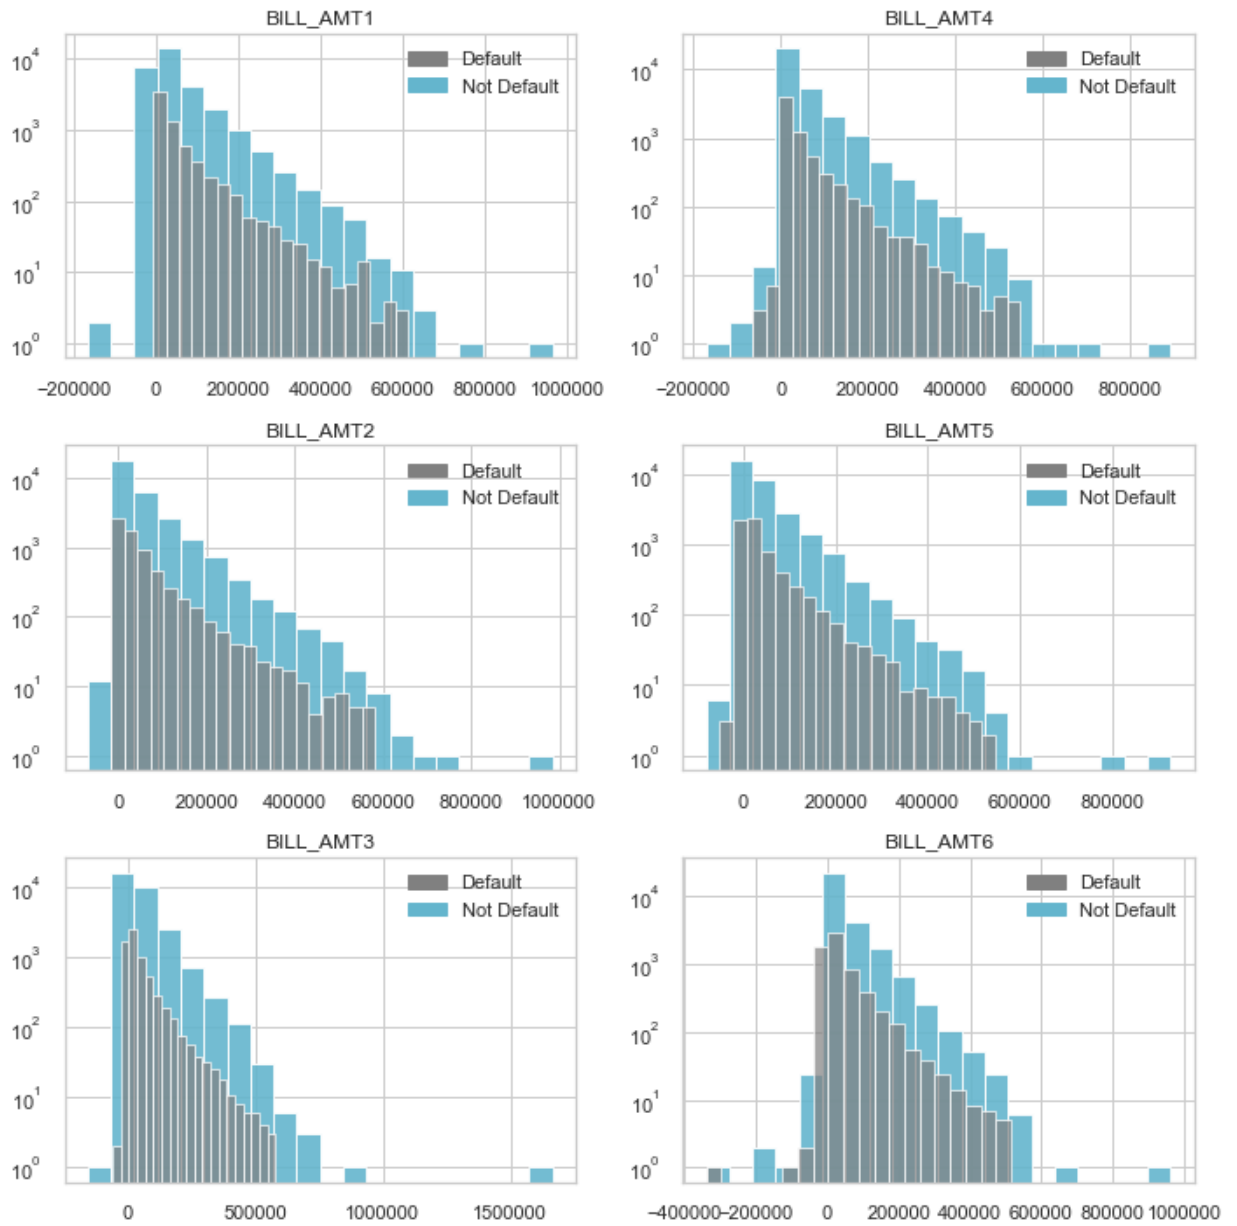 BILL_AMT1
Default
Not Default
10⁴
10³
10²
10¹
10⁰
−200000 0 200000 400000 600000 800000 1000000
BILL_AMT4
Default
Not Default
10⁴
10³
10²
10¹
10⁰
−200000 0 200000 400000 600000 800000
BILL_AMT2
Default
Not Default
10⁴
10³
10²
10¹
10⁰
0 200000 400000 600000 800000 1000000
BILL_AMT5
Default
Not Default
10⁴
10³
10²
10¹
10⁰
0 200000 400000 600000 800000
BILL_AMT3
Default
Not Default
10⁴
10³
10²
10¹
10⁰
0 500000 1000000 1500000
BILL_AMT6
Default
Not Default
10⁴
10³
10²
10¹
10⁰
−400000 −200000 0 200000 400000 600000 800000 1000000